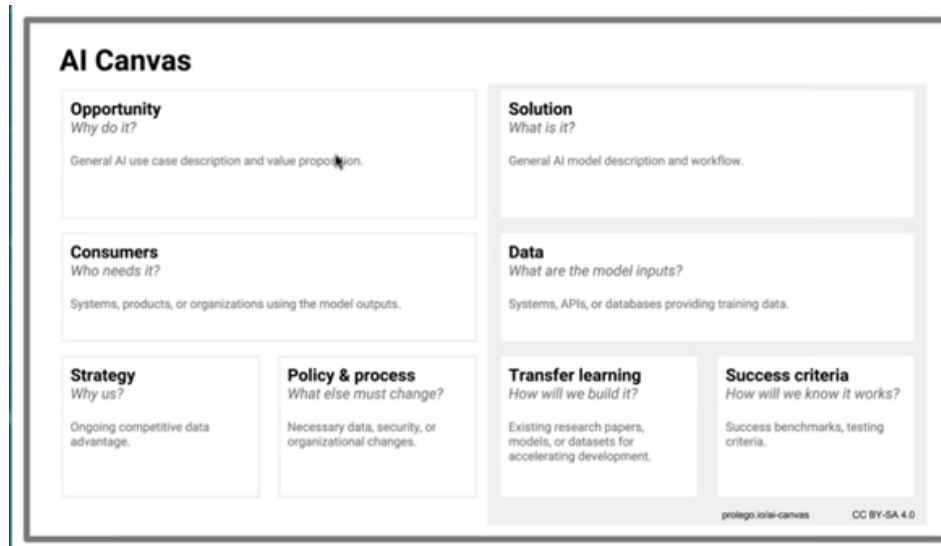 AI Canvas
Opportunity
Why do it?
General AI use case description and value proposition.
Solution
What is it?
General AI model description and workflow.
Consumers
Who needs it?
Systems, products, or organizations using the model outputs.
Data
What are the model inputs?
Systems, APIs, or databases providing training data.
Strategy
Why us?
Ongoing competitive data
advantage.
Policy & process
What else must change?
Necessary data, security, or
organizational changes.
Transfer learning
How will we build it?
Existing research papers,
models, or datasets for
accelerating development.
Success criteria
How will we know it works?
Success benchmarks, testing
criteria.
prolego.io/ai-canvas
CC BY-SA 4.0